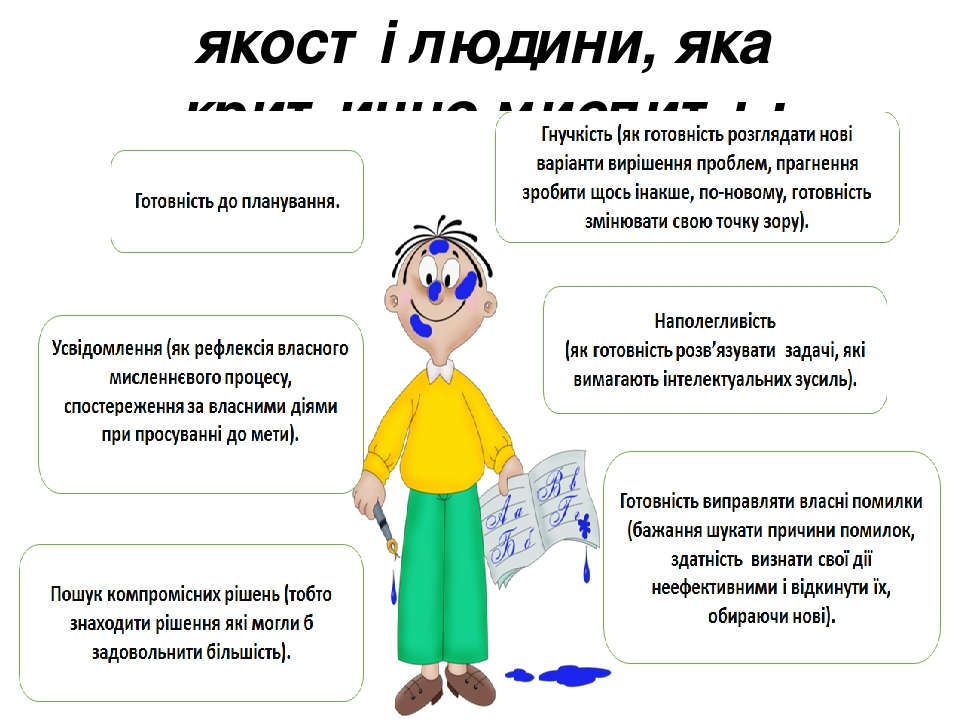 якості людини, яка
критично мислить:
Готовність до планування.
Гнучкість (як готовність розглядати нові
варіанти вирішення проблем, прагнення
зробити щось інакше, по-новому, готовність
змінювати свою точку зору).
Усвідомлення (як рефлексія власного
мисленнєвого процесу,
спостереження за власними діями
при просуванні до мети).
Наполегливість
(як готовність розв’язувати задачі, які
вимагають інтелектуальних зусиль).
Пошук компромісних рішень (тобто
знаходити рішення які могли б
задовольнити більшість).
Готовність виправляти власні помилки
(бажання шукати причини помилок,
здатність визнати свої дії
неефективними і відкинути їх,
обираючи нові).
А а
Б б
В в
Г г